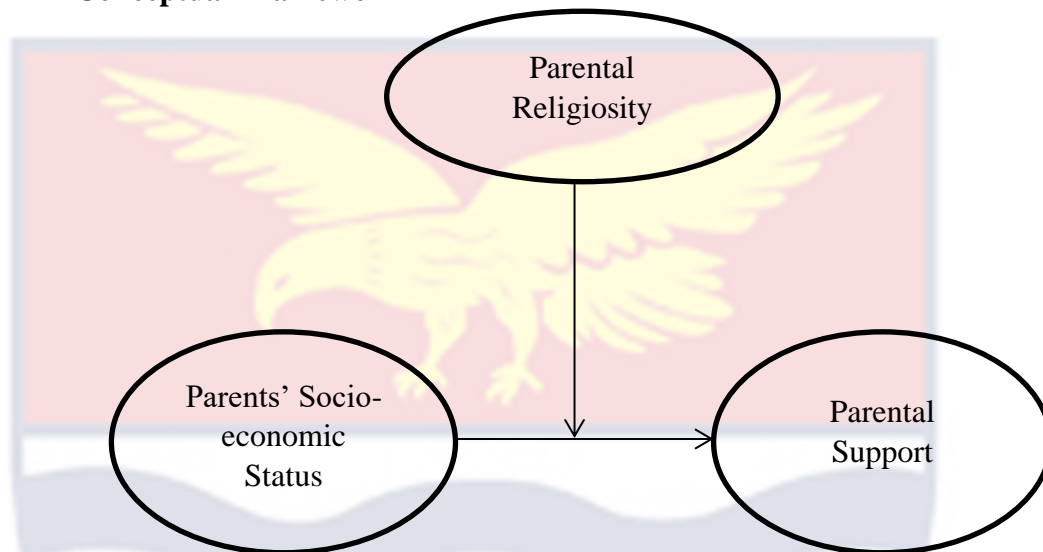 Parental
Religiosity
Parents’ Socio-
economic
Status
Parental
Support